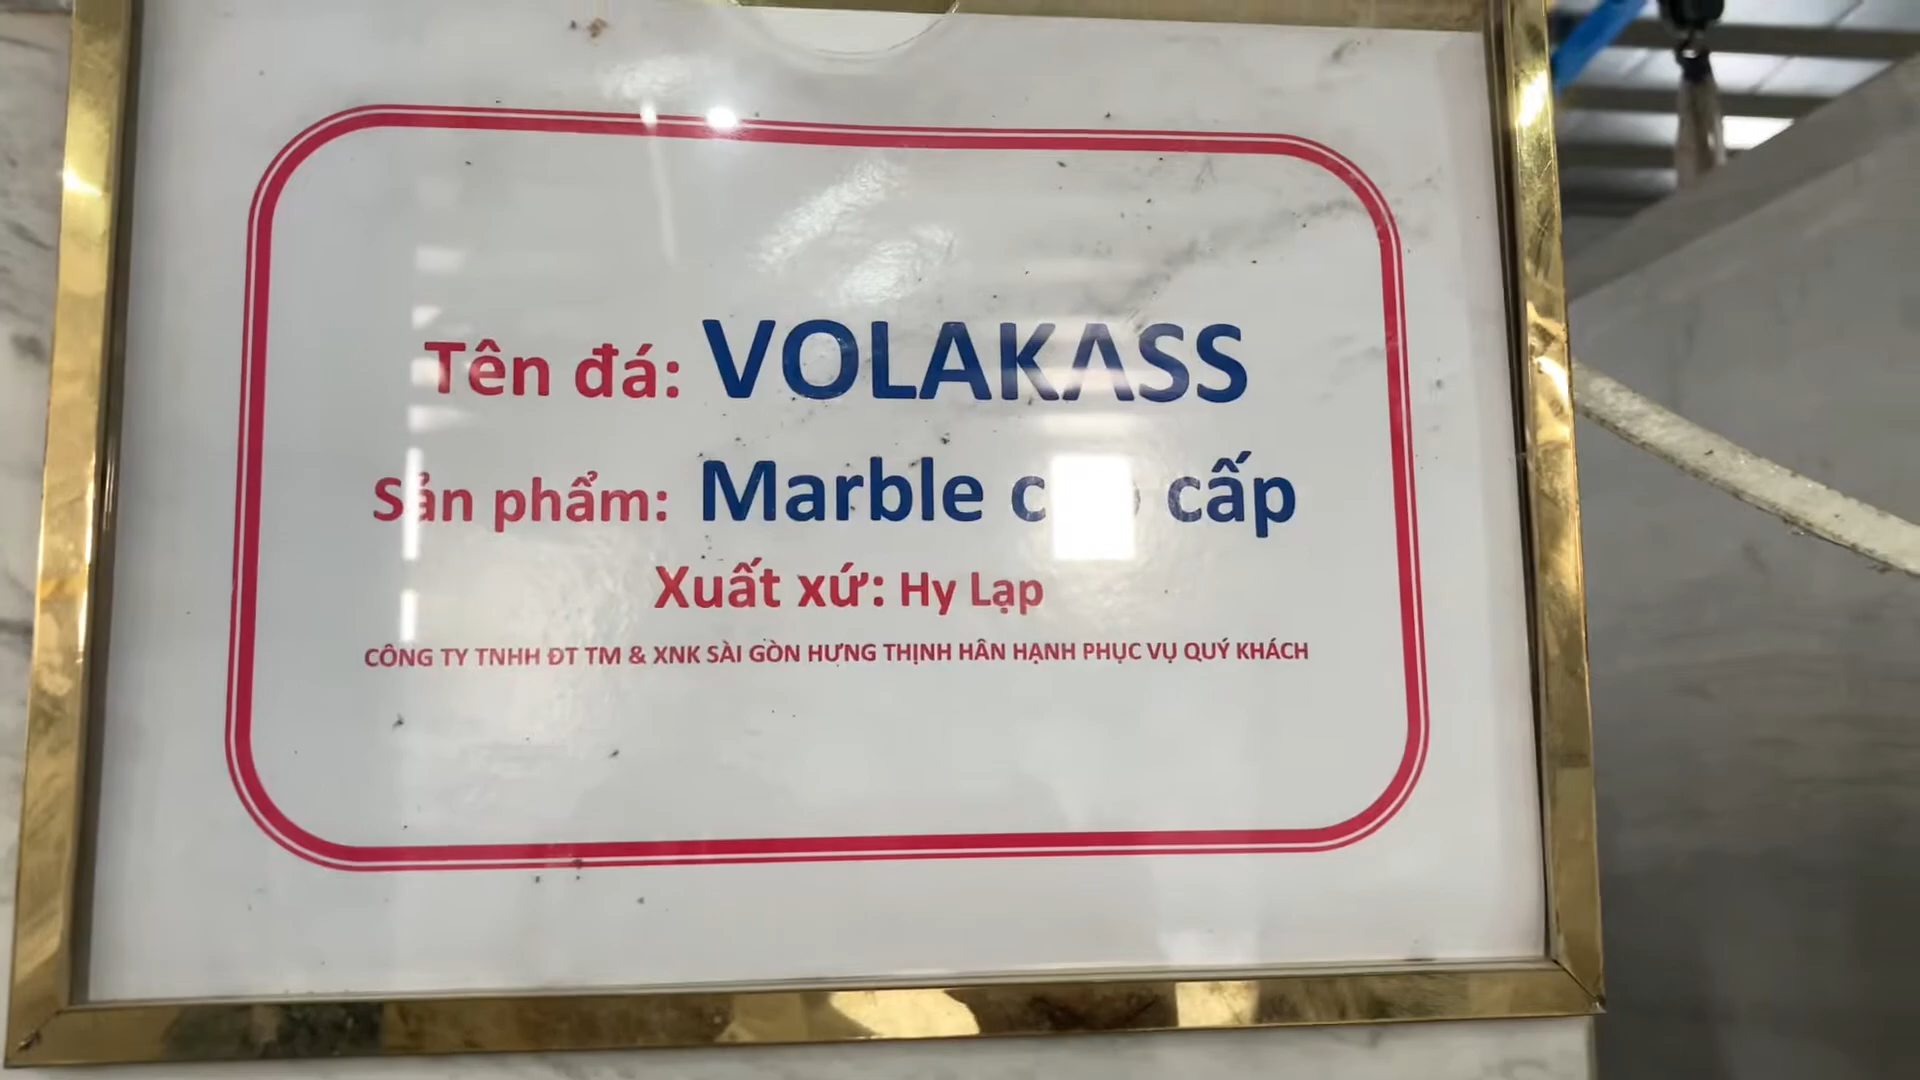 Tên đá: VOLAKASS
Sản phẩm: Marble cấp
Xuất xứ: Hy Lạp
CÔNG TY TNHH ĐT TM & XNK SÀI GÒN HƯNG THỊNH HÂN HẠNH PHỤC VỤ QUÝ KHÁCH